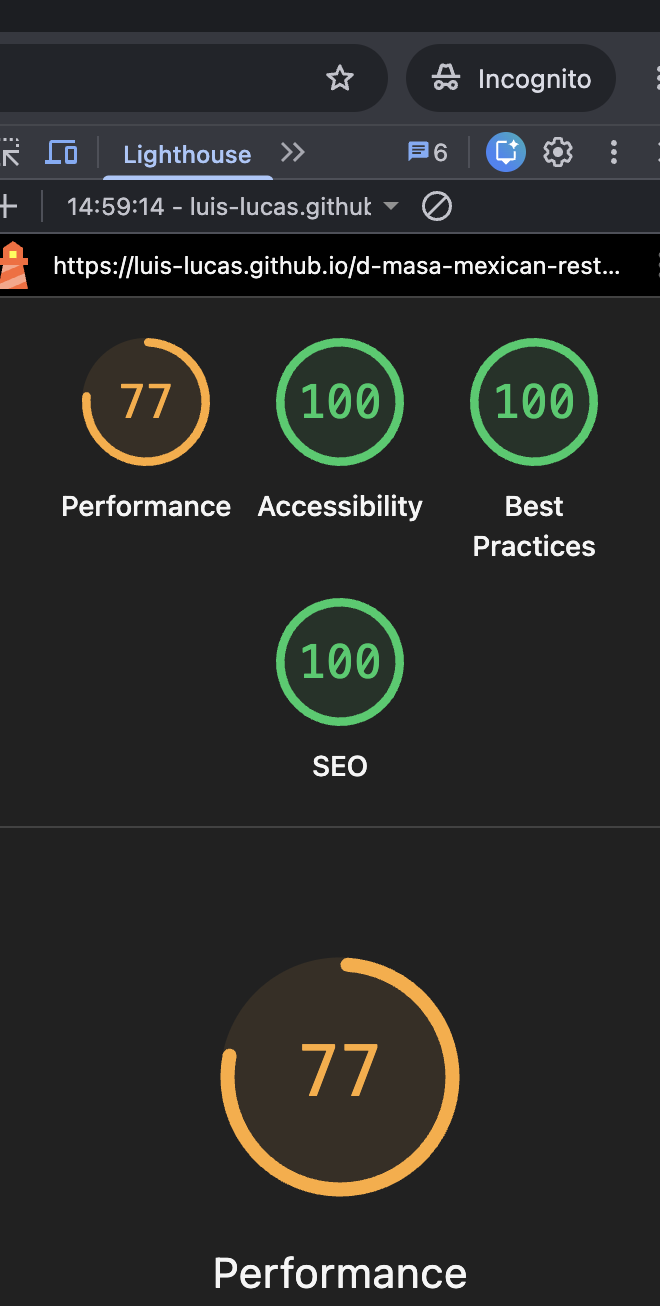 Incognito
Lighthouse
6
14:59:14 - luis-lucas.github
https://luis-lucas.github.io/d-masa-mexican-rest...
77
100
100
Performance
Accessibility
Best
Practices
100
SEO
77
Performance